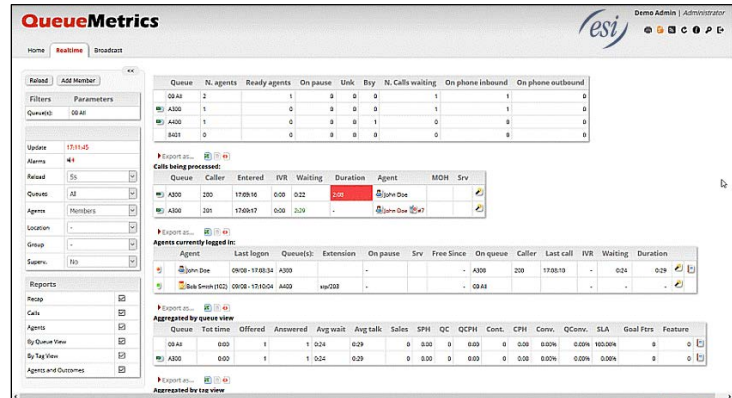 QueueMetrics
esi
Demo Admin | Administrator
Home Realtime Broadcast
<<
Reload Add Member
Filters Parameters
Queue(s): 00 All
Update 17:11:45
Alarms
Reload 5s
Queues All
Agents Members
Location -
Group -
Superv. No
Reports
Recap
Calls
Agents
By Queue View
By Tag View
Agents and Outcomes
Queue N. agents Ready agents On pause Unk Bsy N. Calls waiting On phone inbound On phone outbound
00 All 2 1 0 0 0 1 1 0
A300 1 0 0 0 0 1 1 0
A400 1 0 0 0 1 0 0 0
B401 0 0 0 0 0 0 0 0
Export as...
Calls being processed:
Queue Caller Entered IVR Waiting Duration Agent MOH Srv
A300 200 17:09:16 0:00 0:22 John Doe
A300 201 17:09:17 0:00 2:29 - John Doe
Export as...
Agents currently logged in:
Agent Last logon Queue(s): Extension On pause Srv Free Since On queue Caller Last call IVR Waiting Duration
John Doe 09/08 - 17:08:34 A300 - - A300 200 17:08:10 - 0:24 0:29
Bob Smith (102) 09/08 - 17:10:04 A400 sip/203 - - 00 All - - -
Export as...
Aggregated by queue view
Queue Tot time Offered Answered Avg wait Avg talk Sales SPH QC QCPH Cont. CPH Conv. QConv. SLA Goal Ftrs Feature
00 All 0:00 1 1 0:24 0:29 0 0.00 0 0.00 0 0.00 0.00% 0.00% 100.00% 0 0
A300 0:00 1 1 0:24 0:29 0 0.00 0 0.00 0 0.00 0.00% 0.00% 0.00% 0 0
Export as...
Aggregated by tag view